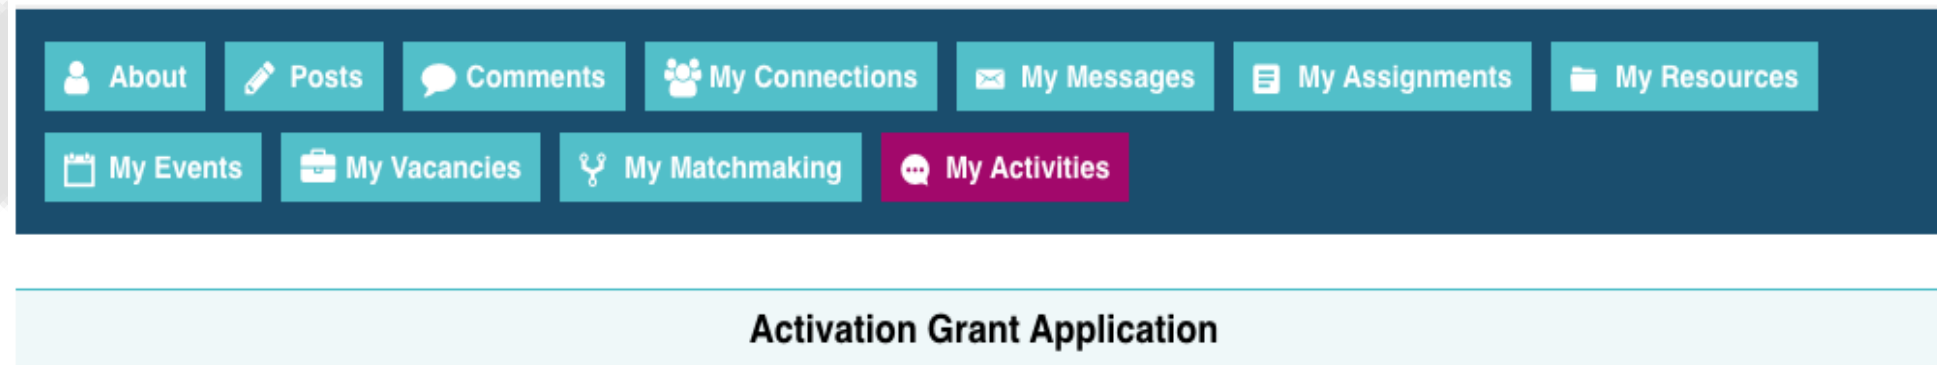 About Posts Comments My Connections My Messages My Assignments My Resources
My Events My Vacancies My Matchmaking My Activities
Activation Grant Application